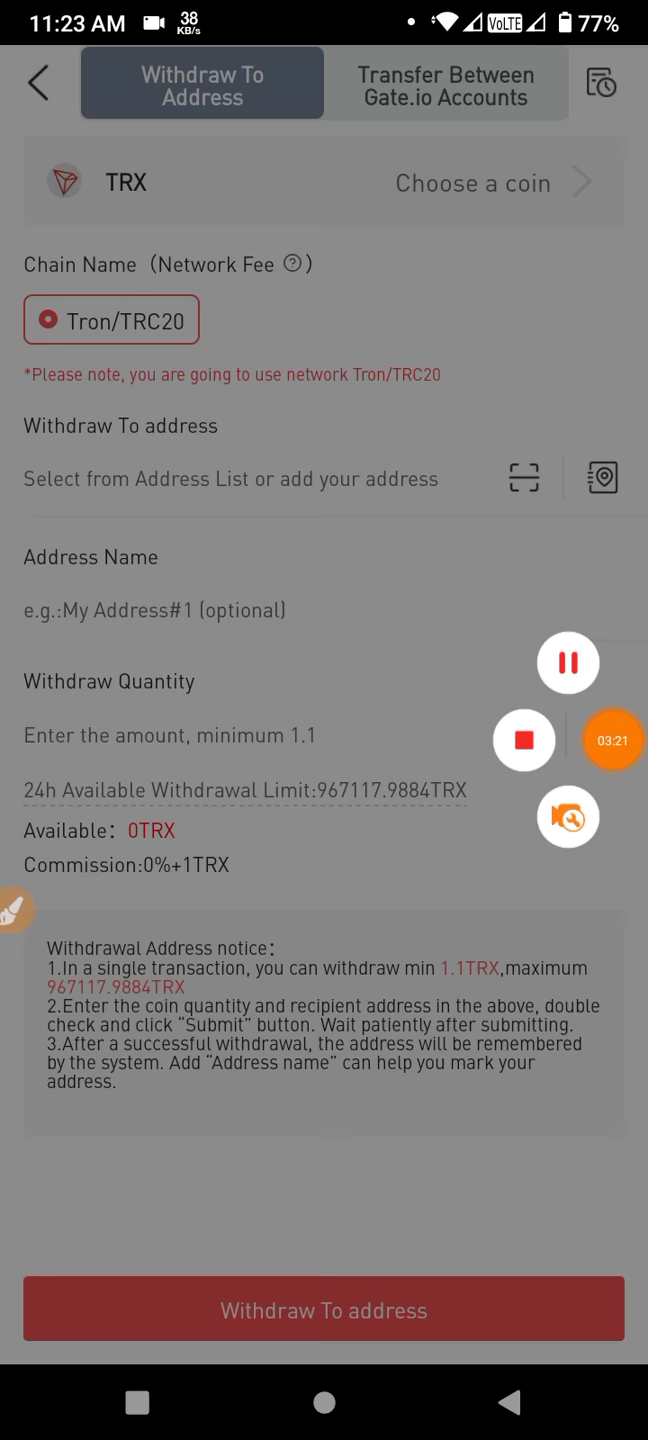 11:23 AM 38 KB/s VoLTE 77%
Withdraw To Address
Transfer Between Gate.io Accounts
TRX Choose a coin
Chain Name（Network Fee ?）
Tron/TRC20
*Please note, you are going to use network Tron/TRC20
Withdraw To address
Select from Address List or add your address
Address Name
e.g.:My Address#1 (optional)
Withdraw Quantity
Enter the amount, minimum 1.1
03:21
24h Available Withdrawal Limit:967117.9884TRX
Available：0TRX
Commission:0%+1TRX
Withdrawal Address notice：
1.In a single transaction, you can withdraw min 1.1TRX,maximum
967117.9884TRX
2.Enter the coin quantity and recipient address in the above, double
check and click “Submit” button. Wait patiently after submitting.
3.After a successful withdrawal, the address will be remembered
by the system. Add “Address name” can help you mark your
address.
Withdraw To address